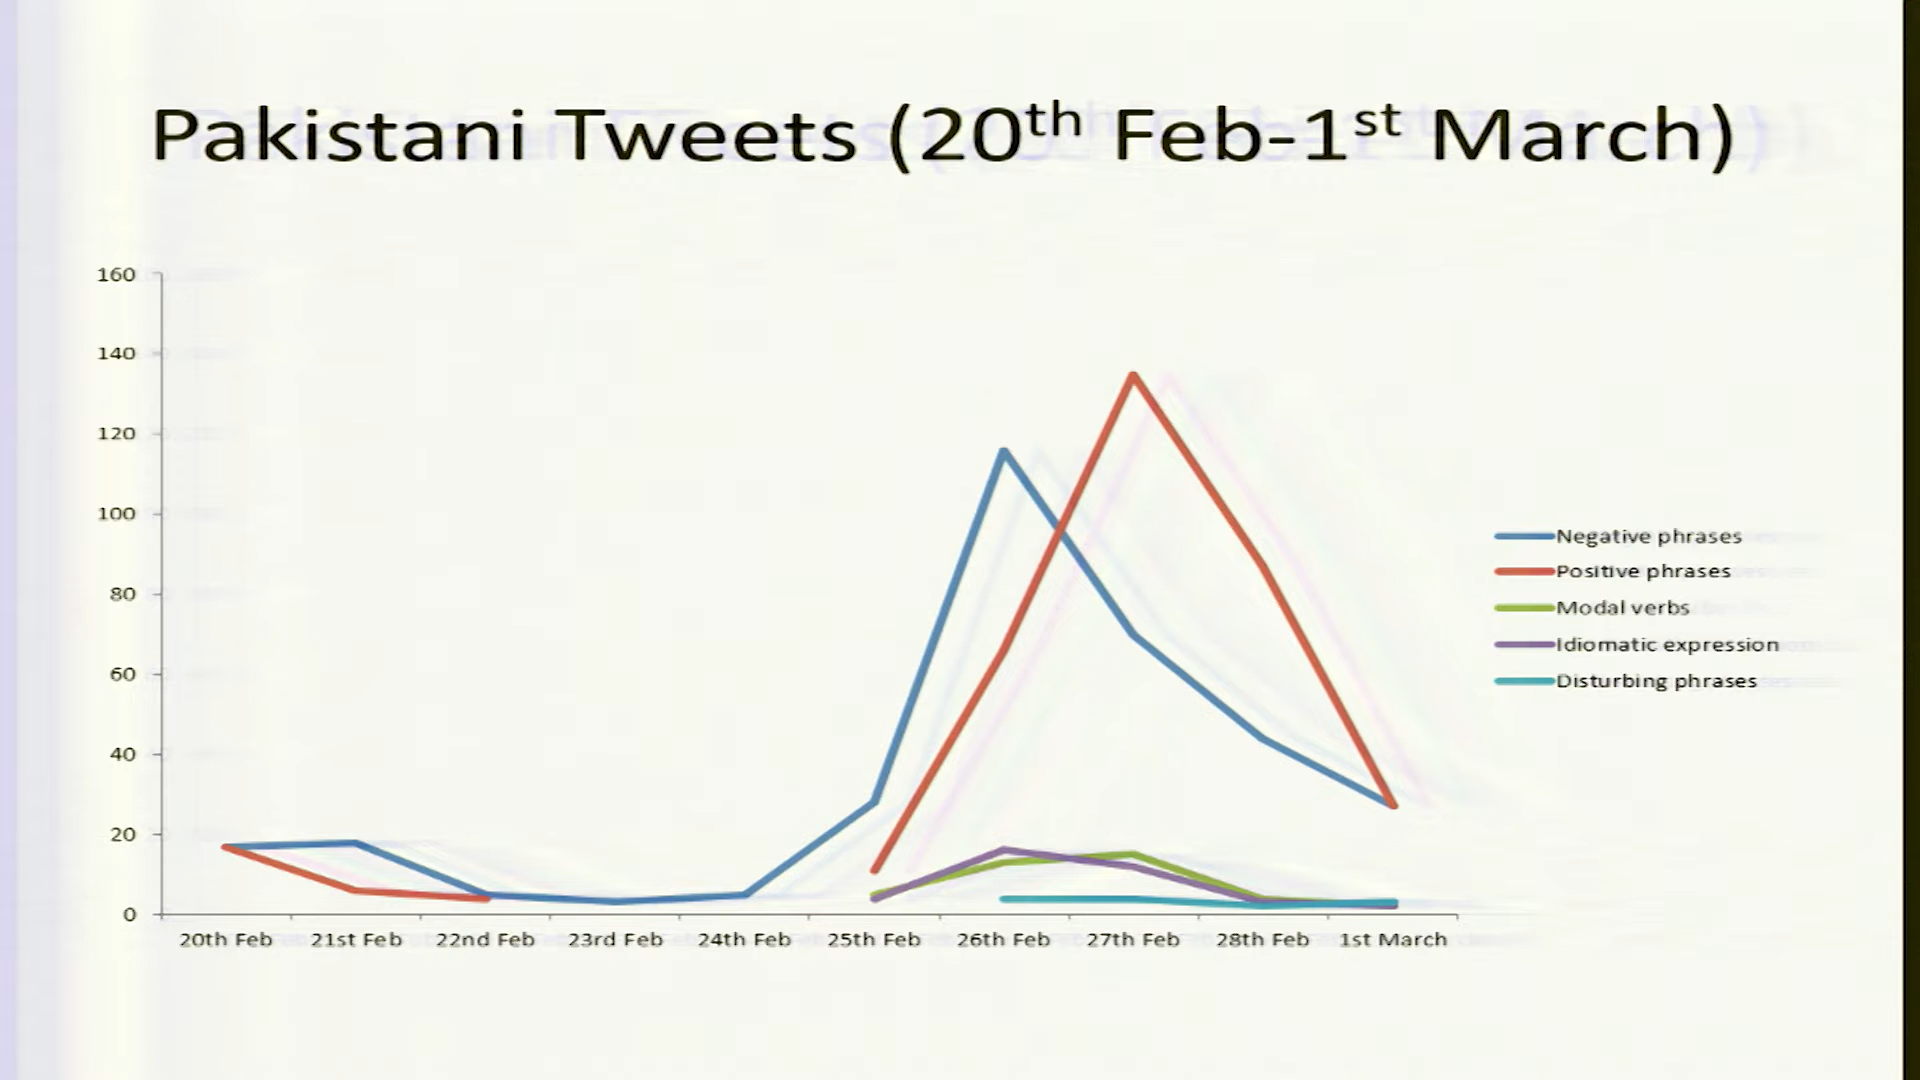 Pakistani Tweets (20th Feb-1st March)
160
140
120
100
80
60
40
20
0
20th Feb 21st Feb 22nd Feb 23rd Feb 24th Feb 25th Feb 26th Feb 27th Feb 28th Feb 1st March
Negative phrases
Positive phrases
Modal verbs
Idiomatic expression
Disturbing phrases